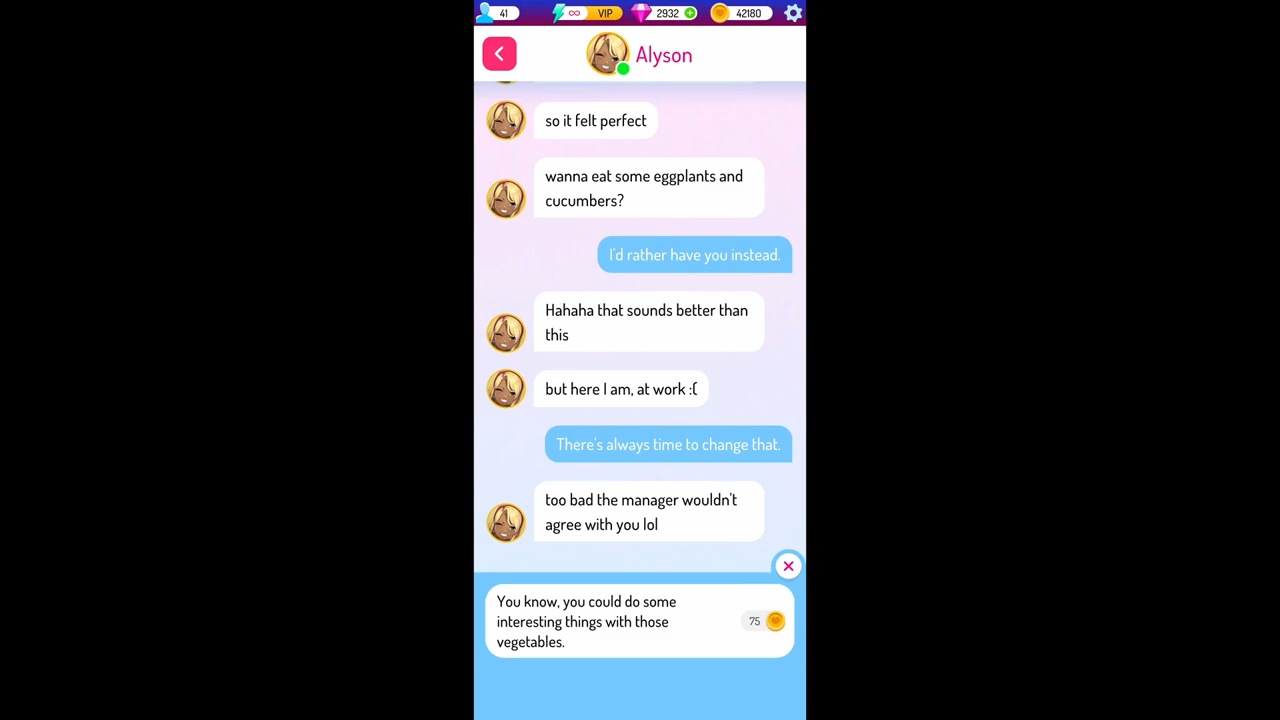 41
∞ VIP
2932
42180
Alyson
so it felt perfect
wanna eat some eggplants and
cucumbers?
I'd rather have you instead.
Hahaha that sounds better than
this
but here I am, at work :(
There's always time to change that.
too bad the manager wouldn't
agree with you lol
You know, you could do some
interesting things with those
vegetables.
75